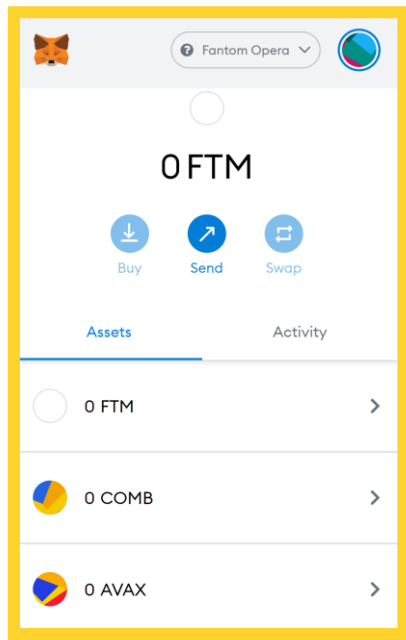 Fantom Opera
0 FTM
Buy Send Swap
Assets Activity
0 FTM
0 COMB
0 AVAX